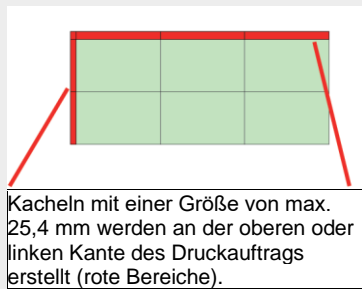 Kacheln mit einer Größe von max.
25,4 mm werden an der oberen oder
linken Kante des Druckauftrags
erstellt (rote Bereiche).